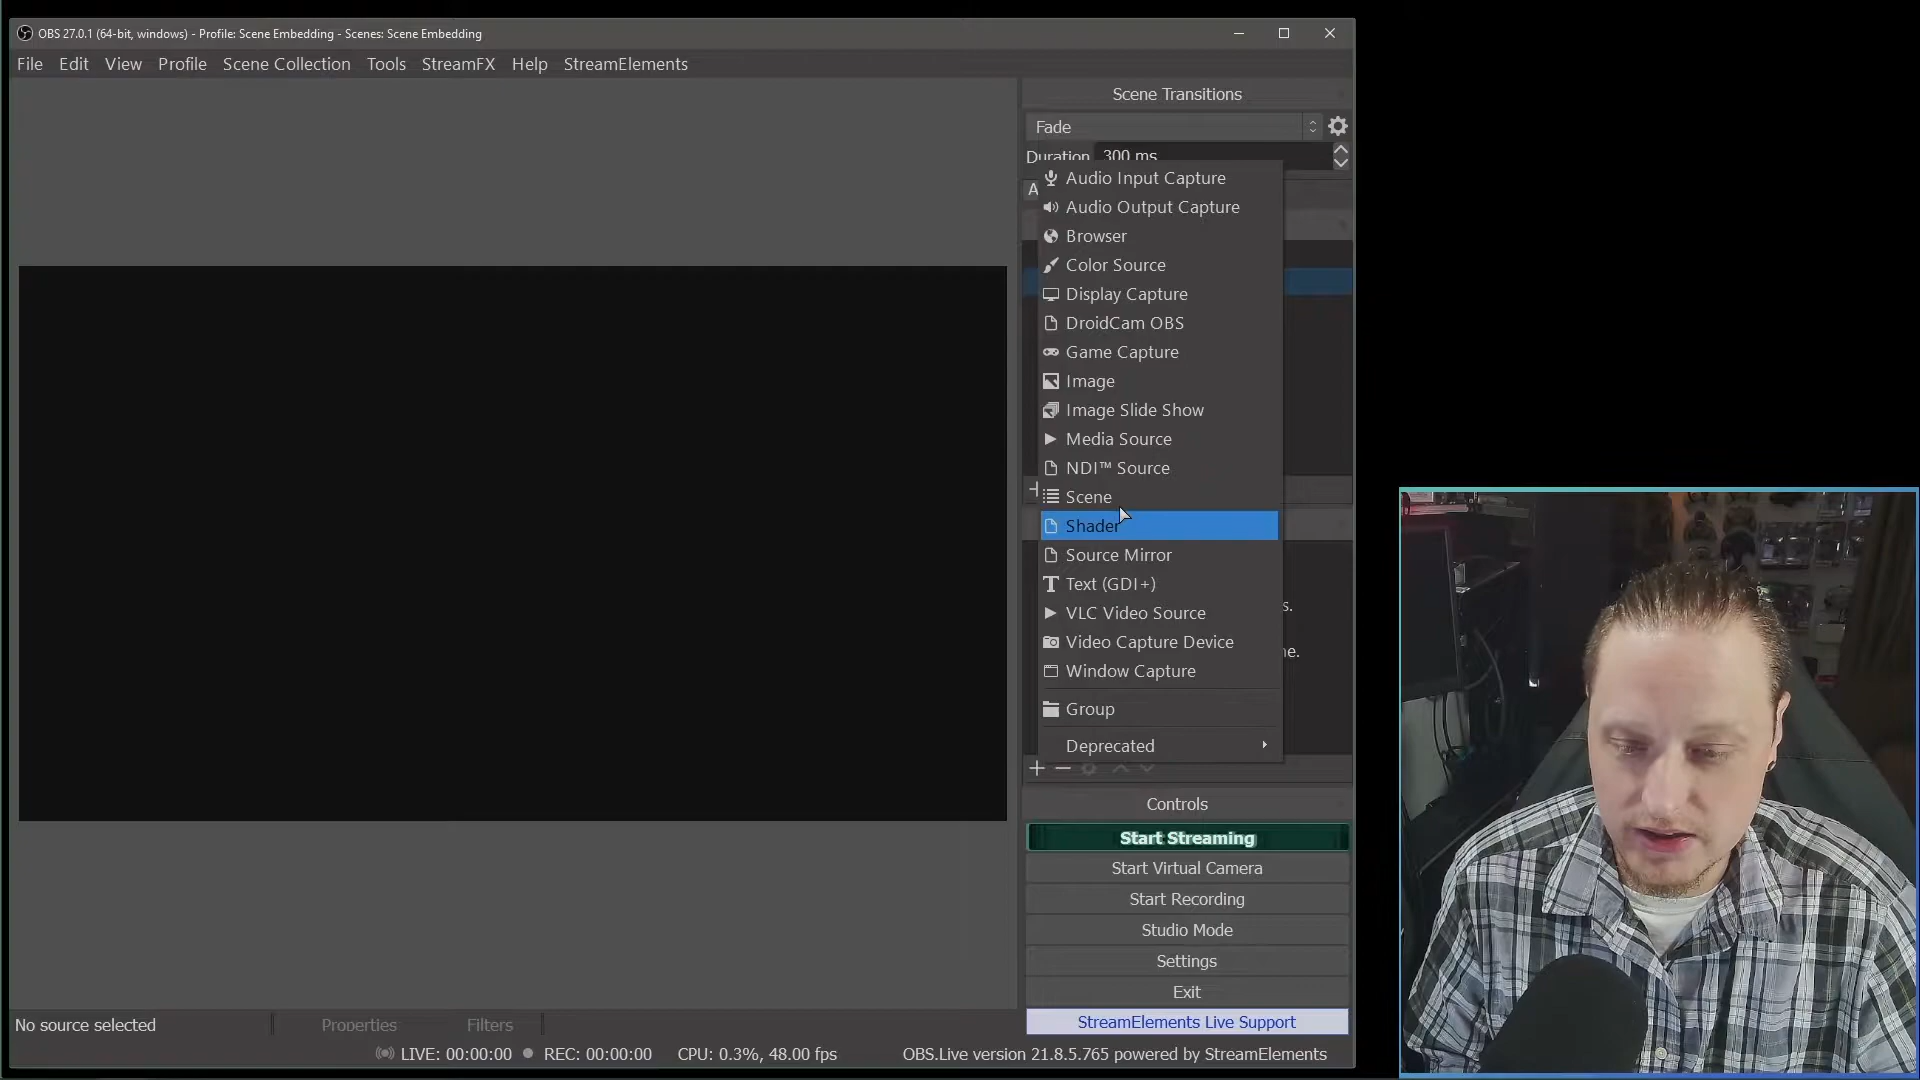 OBS 27.0.1 (64-bit, windows) - Profile: Scene Embedding - Scenes: Scene Embedding
File Edit View Profile Scene Collection Tools StreamFX Help StreamElements
Scene Transitions
Fade
Duration 300 ms
A
Audio Input Capture
Audio Output Capture
Browser
Color Source
Display Capture
DroidCam OBS
Game Capture
Image
Image Slide Show
Media Source
NDI™ Source
Scene
Shader
Source Mirror
Text (GDI+)
s.
VLC Video Source
Video Capture Device
ne.
Window Capture
Group
Deprecated
Controls
Start Streaming
Start Virtual Camera
Start Recording
Studio Mode
Settings
Exit
StreamElements Live Support
No source selected Properties Filters
LIVE: 00:00:00 REC: 00:00:00 CPU: 0.3%, 48.00 fps OBS.Live version 21.8.5.765 powered by StreamElements